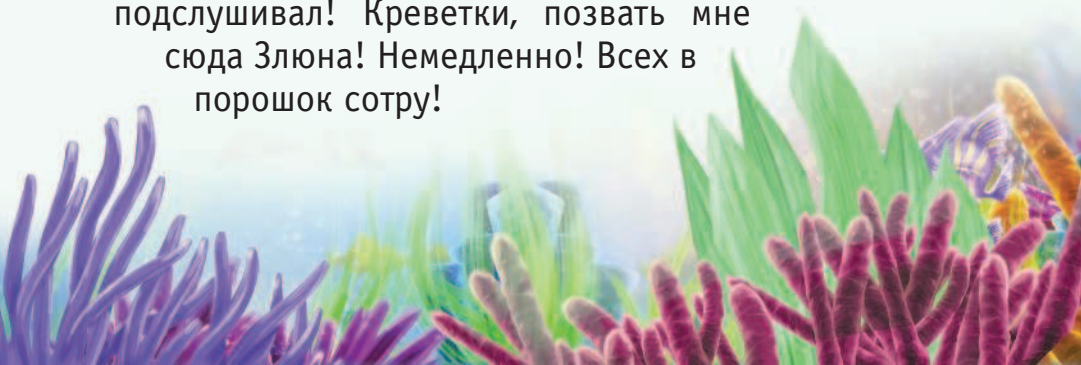 подслушивал! Креветки, позвать мне
сюда Злюна! Немедленно! Всех в
порошок сотру!